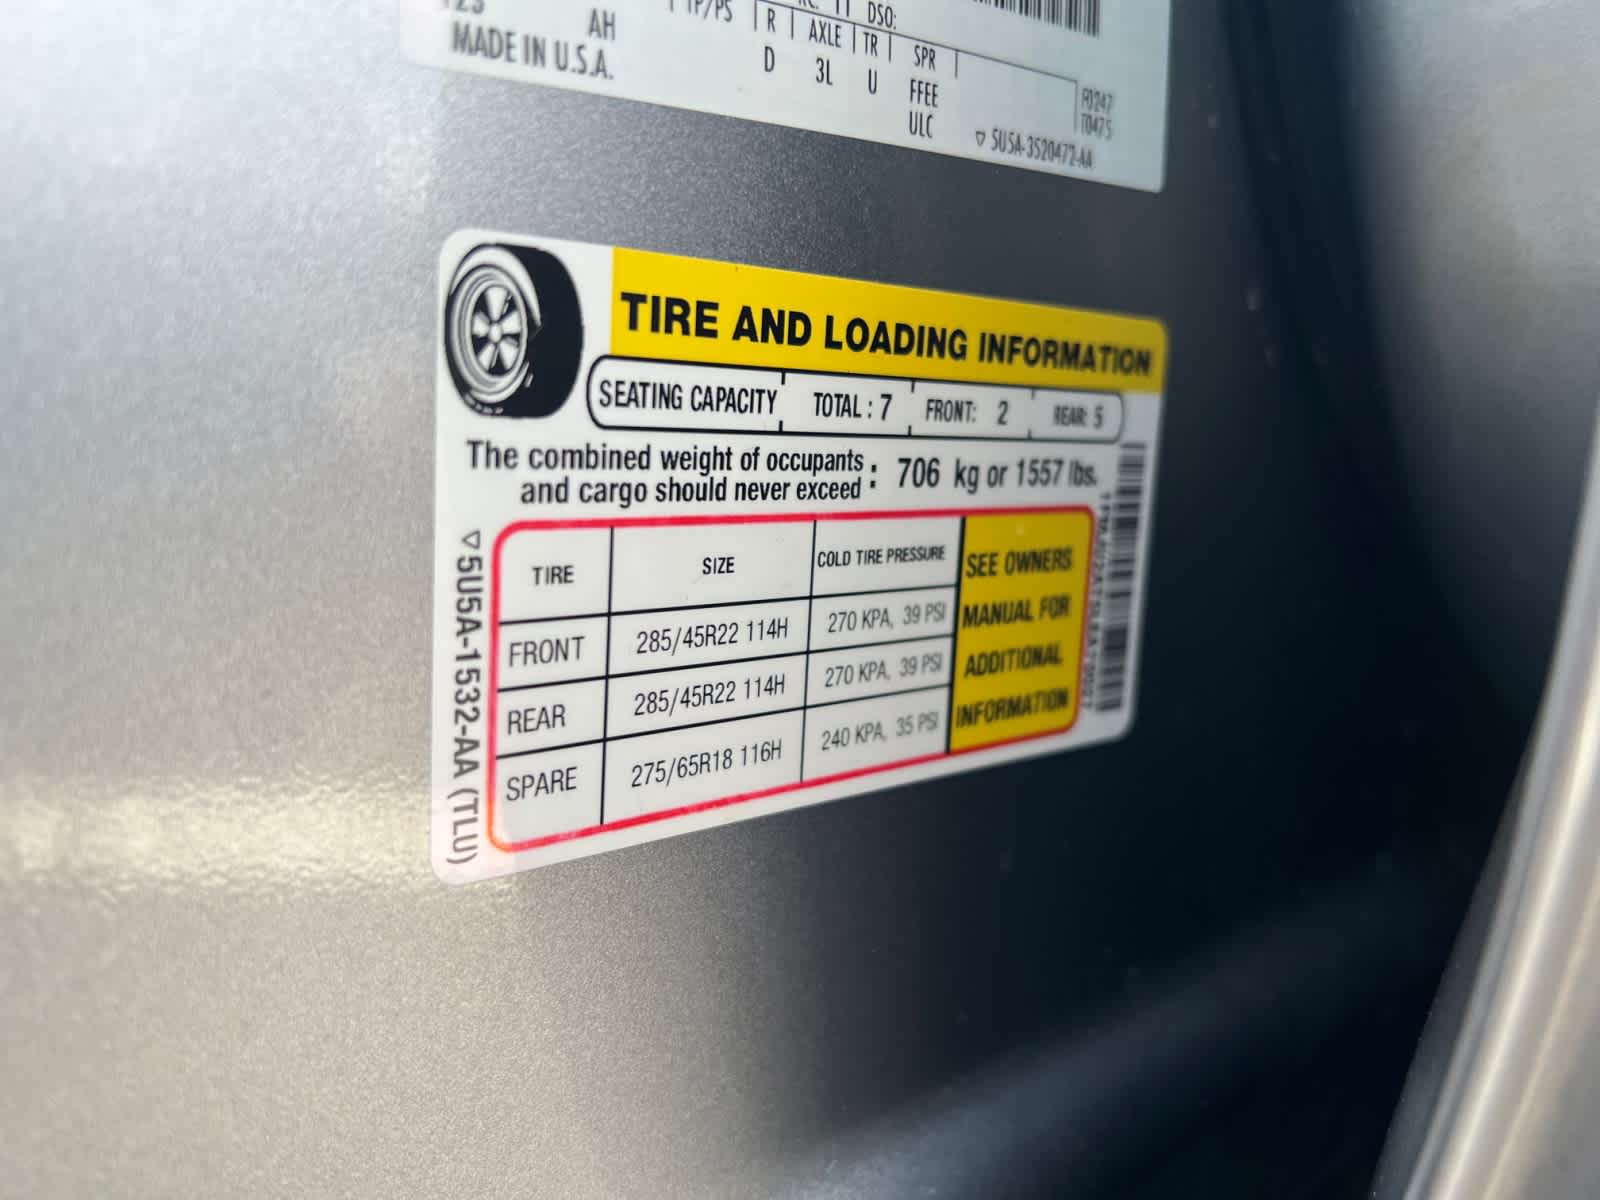 AH
MADE IN U.S.A.
TP/PS
R
AXLE
TR
SPR
DSO:
D
3L
U
FFEE
ULC
5U5A-3520472-AA
TIRE AND LOADING INFORMATION
SEATING CAPACITY TOTAL : 7 FRONT: 2 REAR: 5
The combined weight of occupants
and cargo should never exceed : 706 kg or 1557 lbs.
TIRE SIZE COLD TIRE PRESSURE
FRONT 285/45R22 114H 270 KPA, 39 PSI
REAR 285/45R22 114H 270 KPA, 39 PSI
SPARE 275/65R18 116H 240 KPA, 35 PSI
SEE OWNERS
MANUAL FOR
ADDITIONAL
INFORMATION
5U5A-1532-AA (TLU)